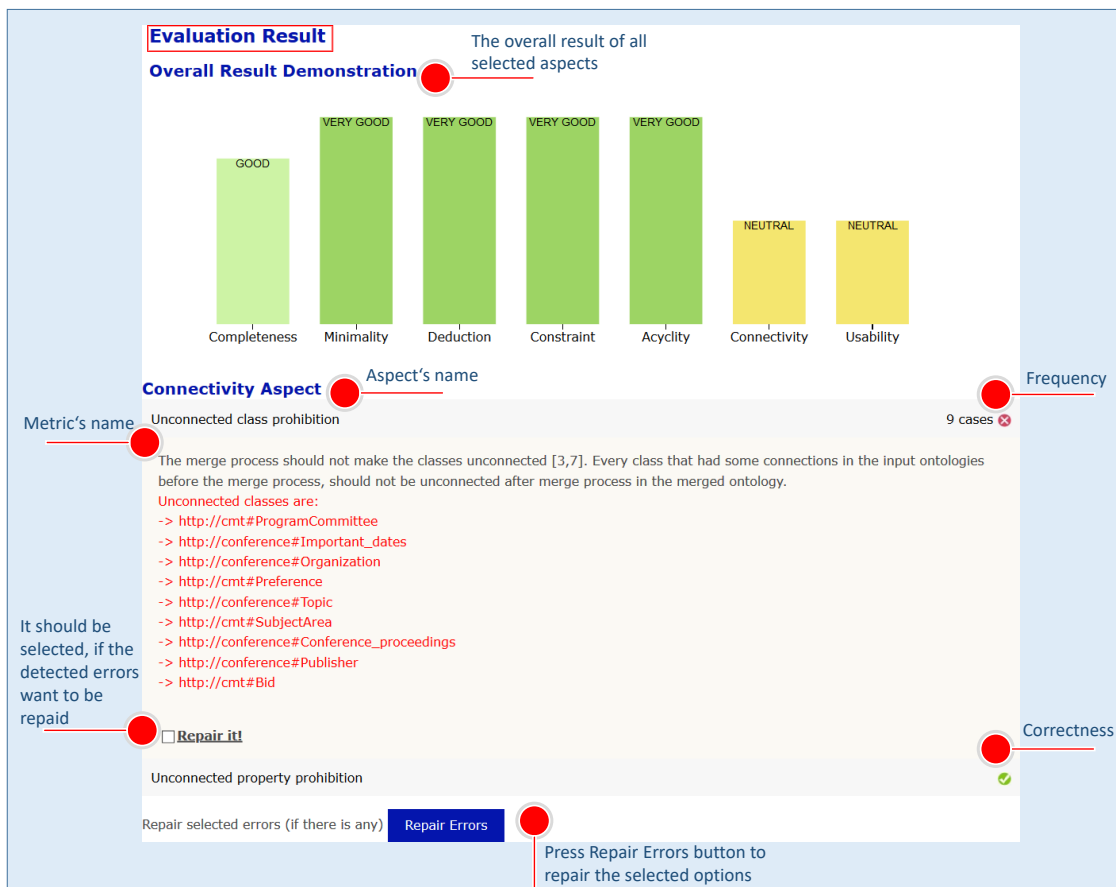 Evaluation Result
The overall result of all
selected aspects
Overall Result Demonstration
VERY GOOD VERY GOOD VERY GOOD VERY GOOD
GOOD
NEUTRAL NEUTRAL
Completeness Minimality Deduction Constraint Acyclity Connectivity Usability
Aspect‘s name
Connectivity Aspect
Frequency
Metric‘s name
Unconnected class prohibition 9 cases
The merge process should not make the classes unconnected [3,7]. Every class that had some connections in the input ontologies
before the merge process, should not be unconnected after merge process in the merged ontology.
Unconnected classes are:
-> http://cmt#ProgramCommittee
-> http://conference#Important_dates
-> http://conference#Organization
-> http://cmt#Preference
-> http://conference#Topic
-> http://cmt#SubjectArea
-> http://conference#Conference_proceedings
-> http://conference#Publisher
-> http://cmt#Bid
It should be
selected, if the
detected errors
want to be
repaid
Repair it!
Correctness
Unconnected property prohibition
Repair selected errors (if there is any) Repair Errors
Press Repair Errors button to
repair the selected options